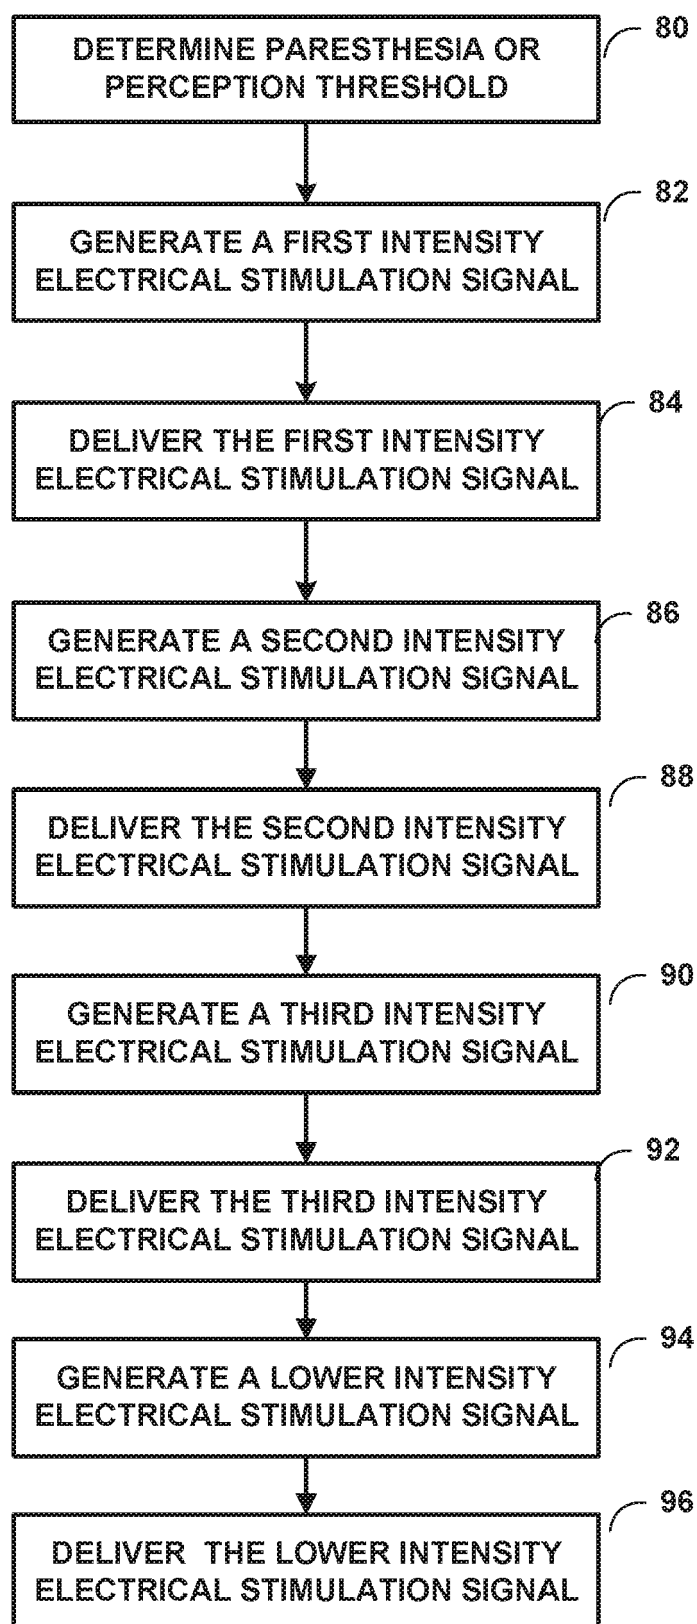 80
DETERMINE PARESTHESIA OR
PERCEPTION THRESHOLD
82
GENERATE A FIRST INTENSITY
ELECTRICAL STIMULATION SIGNAL
84
DELIVER THE FIRST INTENSITY
ELECTRICAL STIMULATION SIGNAL
86
GENERATE A SECOND INTENSITY
ELECTRICAL STIMULATION SIGNAL
88
DELIVER THE SECOND INTENSITY
ELECTRICAL STIMULATION SIGNAL
90
GENERATE A THIRD INTENSITY
ELECTRICAL STIMULATION SIGNAL
92
DELIVER THE THIRD INTENSITY
ELECTRICAL STIMULATION SIGNAL
94
GENERATE A LOWER INTENSITY
ELECTRICAL STIMULATION SIGNAL
96
DELIVER THE LOWER INTENSITY
ELECTRICAL STIMULATION SIGNAL